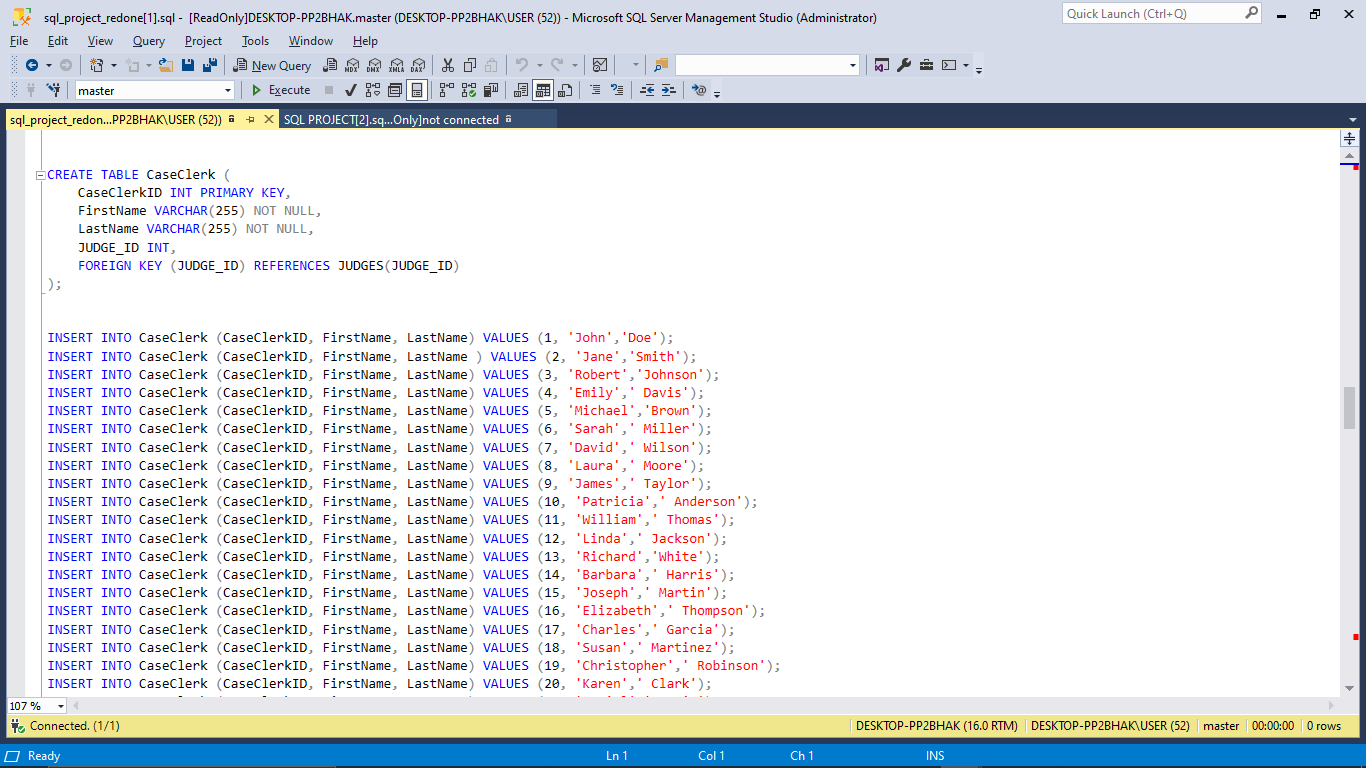 sql_project_redone[1].sql - [ReadOnly]DESKTOP-PP2BHAK.master (DESKTOP-PP2BHAK\USER (52)) - Microsoft SQL Server Management Studio (Administrator)
Quick Launch (Ctrl+Q)
File Edit View Query Project Tools Window Help
New Query MDX DMX XMLA DAX
master Execute
sql_project_redon...PP2BHAK\USER (52)) SQL PROJECT[2].sq...Only]not connected
CREATE TABLE CaseClerk (
CaseClerkID INT PRIMARY KEY,
FirstName VARCHAR(255) NOT NULL,
LastName VARCHAR(255) NOT NULL,
JUDGE_ID INT,
FOREIGN KEY (JUDGE_ID) REFERENCES JUDGES(JUDGE_ID)
);
INSERT INTO CaseClerk (CaseClerkID, FirstName, LastName) VALUES (1, 'John','Doe');
INSERT INTO CaseClerk (CaseClerkID, FirstName, LastName ) VALUES (2, 'Jane','Smith');
INSERT INTO CaseClerk (CaseClerkID, FirstName, LastName) VALUES (3, 'Robert','Johnson');
INSERT INTO CaseClerk (CaseClerkID, FirstName, LastName) VALUES (4, 'Emily',' Davis');
INSERT INTO CaseClerk (CaseClerkID, FirstName, LastName) VALUES (5, 'Michael','Brown');
INSERT INTO CaseClerk (CaseClerkID, FirstName, LastName) VALUES (6, 'Sarah',' Miller');
INSERT INTO CaseClerk (CaseClerkID, FirstName, LastName) VALUES (7, 'David',' Wilson');
INSERT INTO CaseClerk (CaseClerkID, FirstName, LastName) VALUES (8, 'Laura',' Moore');
INSERT INTO CaseClerk (CaseClerkID, FirstName, LastName) VALUES (9, 'James',' Taylor');
INSERT INTO CaseClerk (CaseClerkID, FirstName, LastName) VALUES (10, 'Patricia',' Anderson');
INSERT INTO CaseClerk (CaseClerkID, FirstName, LastName) VALUES (11, 'William',' Thomas');
INSERT INTO CaseClerk (CaseClerkID, FirstName, LastName) VALUES (12, 'Linda',' Jackson');
INSERT INTO CaseClerk (CaseClerkID, FirstName, LastName) VALUES (13, 'Richard','White');
INSERT INTO CaseClerk (CaseClerkID, FirstName, LastName) VALUES (14, 'Barbara',' Harris');
INSERT INTO CaseClerk (CaseClerkID, FirstName, LastName) VALUES (15, 'Joseph',' Martin');
INSERT INTO CaseClerk (CaseClerkID, FirstName, LastName) VALUES (16, 'Elizabeth',' Thompson');
INSERT INTO CaseClerk (CaseClerkID, FirstName, LastName) VALUES (17, 'Charles',' Garcia');
INSERT INTO CaseClerk (CaseClerkID, FirstName, LastName) VALUES (18, 'Susan',' Martinez');
INSERT INTO CaseClerk (CaseClerkID, FirstName, LastName) VALUES (19, 'Christopher',' Robinson');
INSERT INTO CaseClerk (CaseClerkID, FirstName, LastName) VALUES (20, 'Karen',' Clark');
107 %
Connected. (1/1) DESKTOP-PP2BHAK (16.0 RTM) DESKTOP-PP2BHAK\USER (52) master 00:00:00 0 rows
Ready Ln 1 Col 1 Ch 1 INS